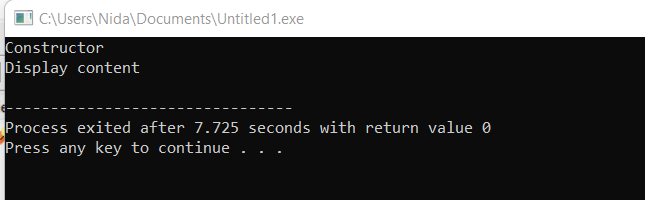 C:\Users\Nida\Documents\Untitled1.exe
Constructor
Display content
--------------------------------
Process exited after 7.725 seconds with return value 0
Press any key to continue . . .